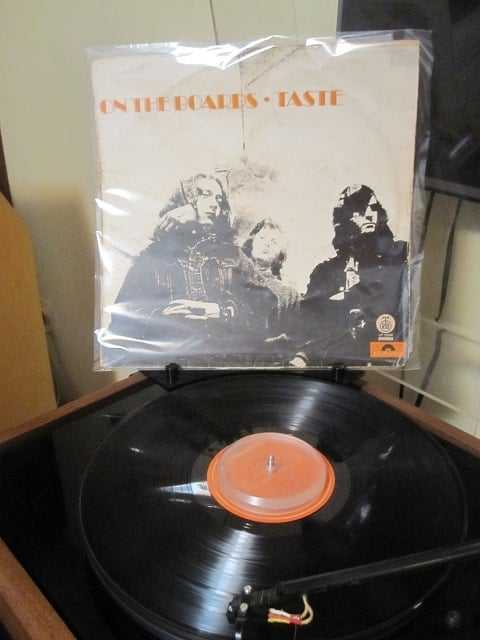 ON THE BOARDS • TASTE